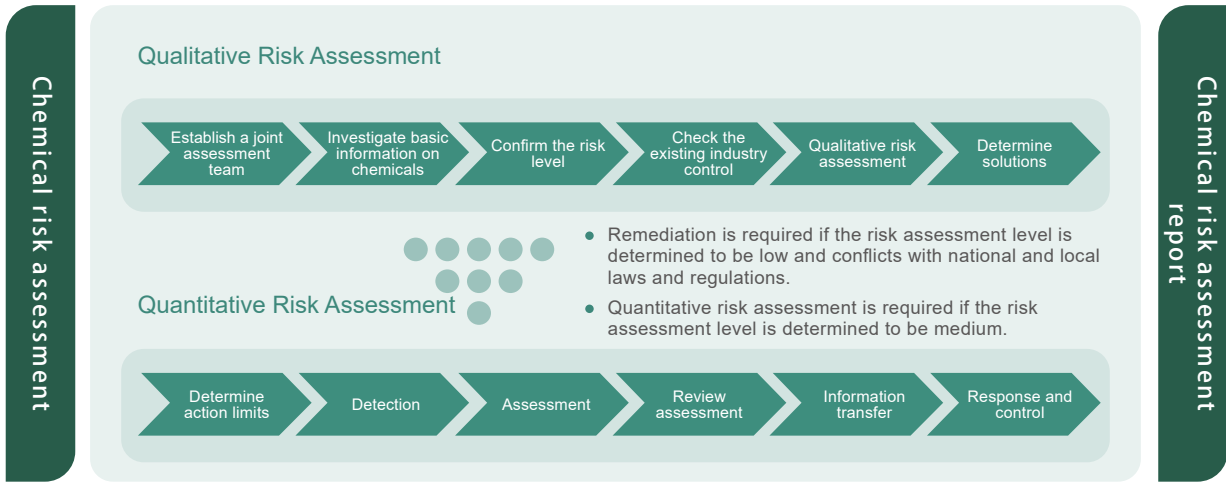 Chemical risk assessment
Qualitative Risk Assessment
Establish a joint
assessment
team
Investigate basic
information on
chemicals
Confirm the risk
level
Check the
existing industry
control
Qualitative risk
assessment
Determine
solutions
● Remediation is required if the risk assessment level is
determined to be low and conflicts with national and local
laws and regulations.
● Quantitative risk assessment is required if the risk
assessment level is determined to be medium.
Quantitative Risk Assessment
Determine
action limits
Detection
Assessment
Review
assessment
Information
transfer
Response and
control
Chemical risk assessment
report